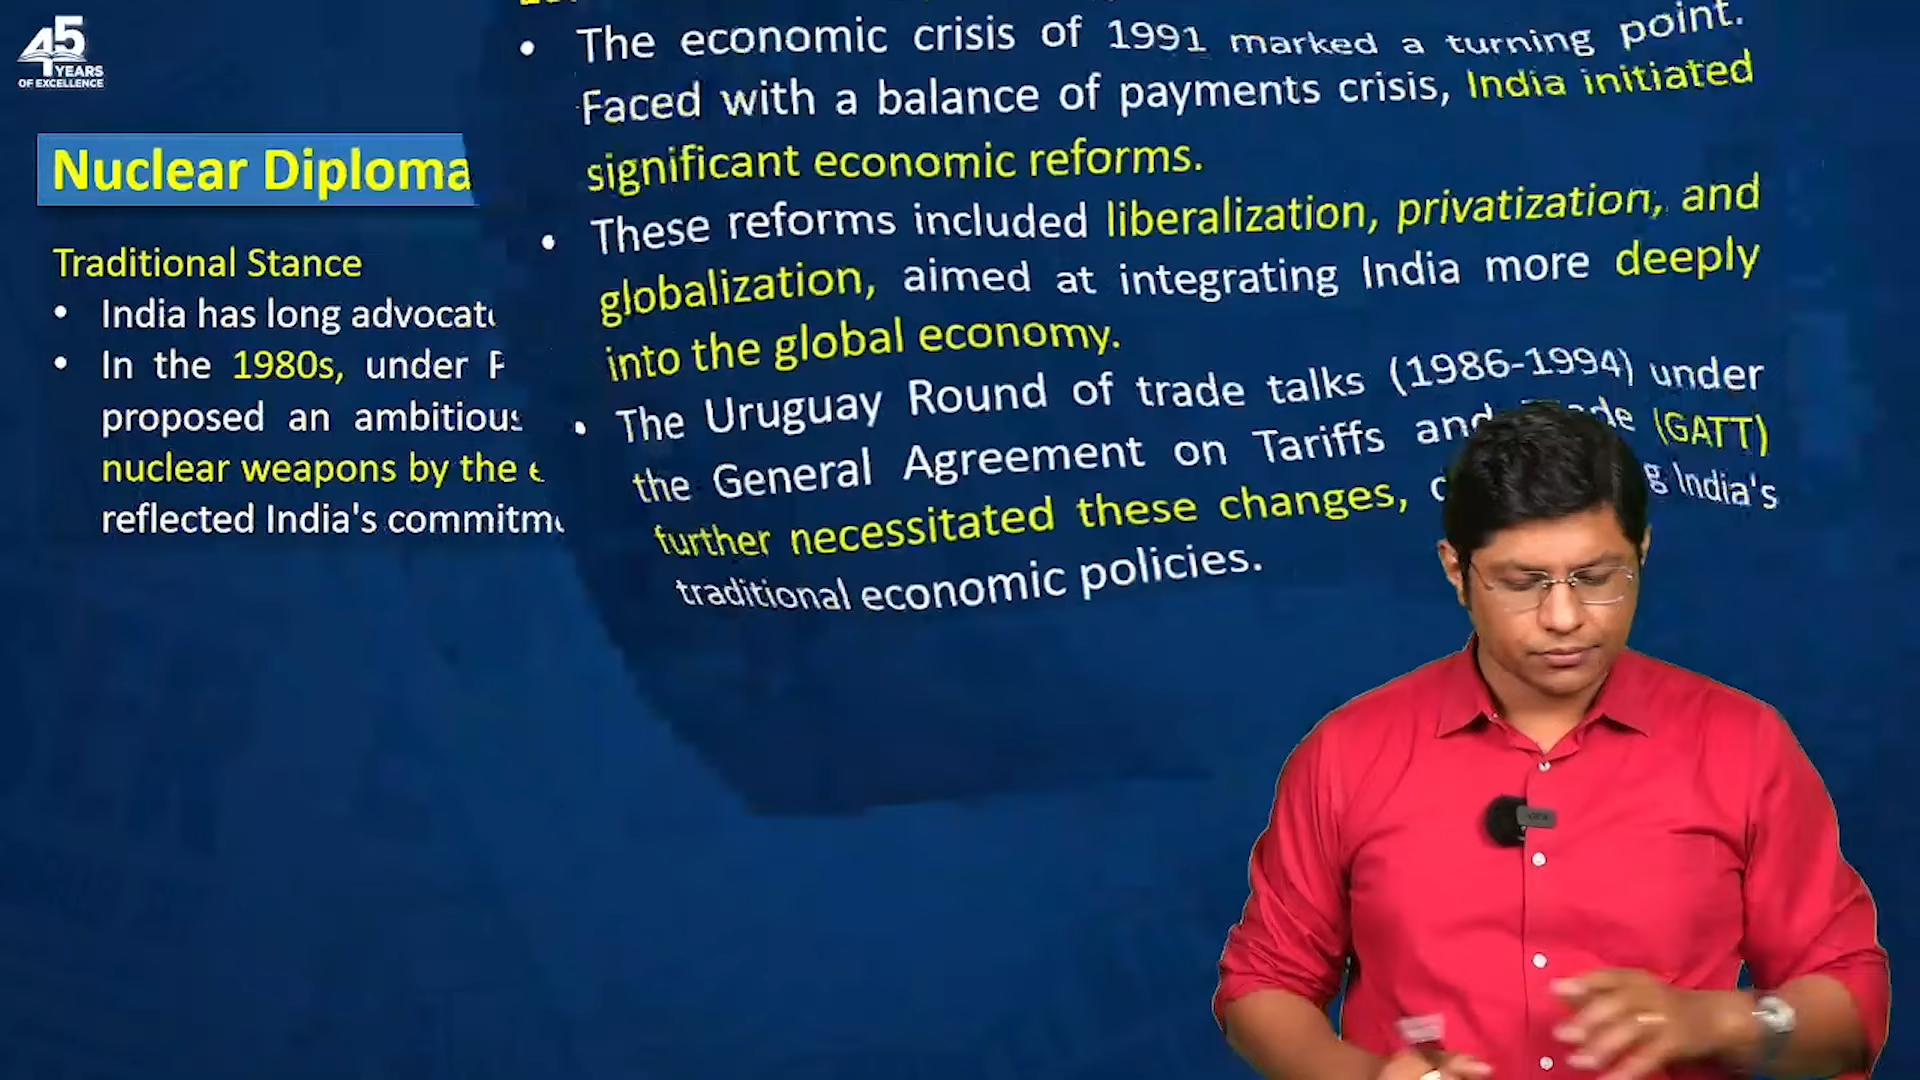 45
YEARS
OF EXCELLENCE
Nuclear Diploma
Traditional Stance
• India has long advocat
• In the 1980s, under
proposed an ambitious
nuclear weapons by the
reflected India's commitm
• The economic crisis of 1991 marked a turning point.
Faced with a balance of payments crisis, India initiated
significant economic reforms.
• These reforms included liberalization, privatization, and
globalization, aimed at integrating India more deeply
into the global economy.
• The Uruguay Round of trade talks (1986-1994) under
the General Agreement on Tariffs and de (GATT)
further necessitated these changes, g India's
traditional economic policies.